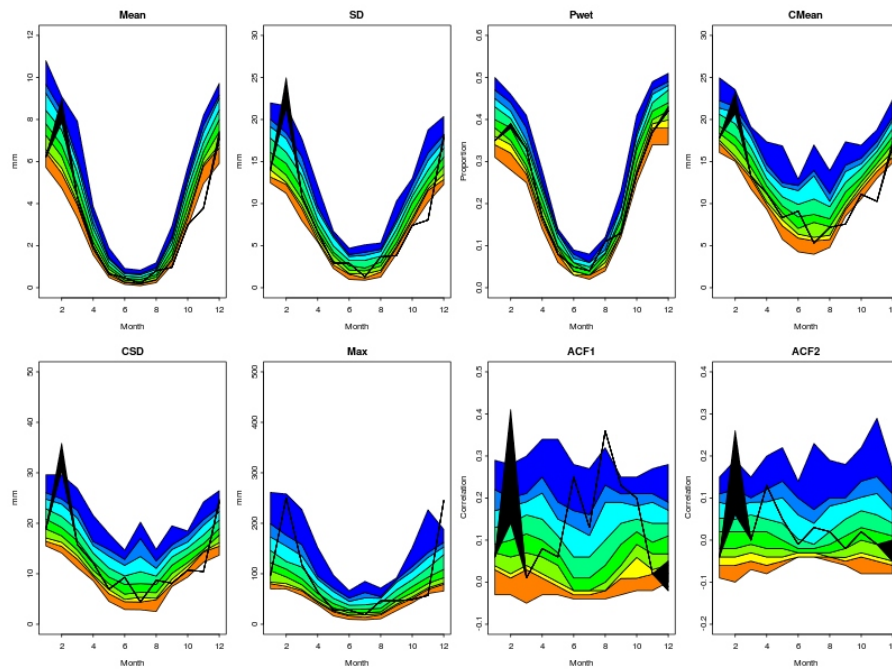 Mean SD Pwet CMean
mm
0 2 4 6 8 10 12
2 4 6 8 10 12
Month
mm
0 5 10 15 20 25 30
2 4 6 8 10 12
Month
Proportion
0.0 0.1 0.2 0.3 0.4 0.5 0.6
2 4 6 8 10 12
Month
mm
0 5 10 15 20 25 30
2 4 6 8 10 12
Month
CSD Max ACF1 ACF2
mm
0 10 20 30 40 50
2 4 6 8 10 12
Month
mm
0 100 200 300 400 500
2 4 6 8 10 12
Month
Correlation
-0.1 0.0 0.1 0.2 0.3 0.4 0.5
2 4 6 8 10 12
Month
Correlation
-0.2 -0.1 0.0 0.1 0.2 0.3 0.4
2 4 6 8 10 12
Month